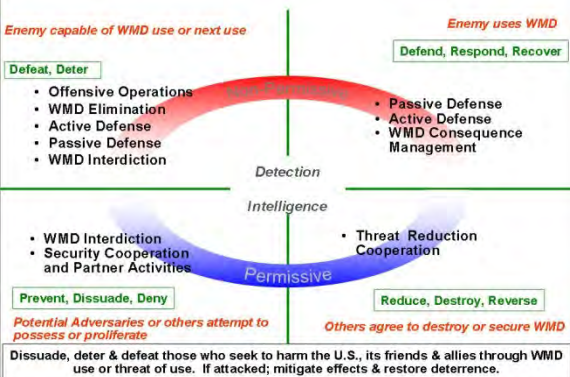 Enemy capable of WMD use or next use
Defeat, Deter
• Offensive Operations
• WMD Elimination
• Active Defense
• Passive Defense
• WMD Interdiction
Enemy uses WMD
Defend, Respond, Recover
Non-Permissive
• Passive Defense
• Active Defense
• WMD Consequence
Management
Detection
Intelligence
• WMD Interdiction
• Security Cooperation
and Partner Activities
• Threat Reduction
Cooperation
Permissive
Prevent, Dissuade, Deny
Potential Adversaries or others attempt to
possess or proliferate
Reduce, Destroy, Reverse
Others agree to destroy or secure WMD
Dissuade, deter & defeat those who seek to harm the U.S., its friends & allies through WMD
use or threat of use. If attacked; mitigate effects & restore deterrence.